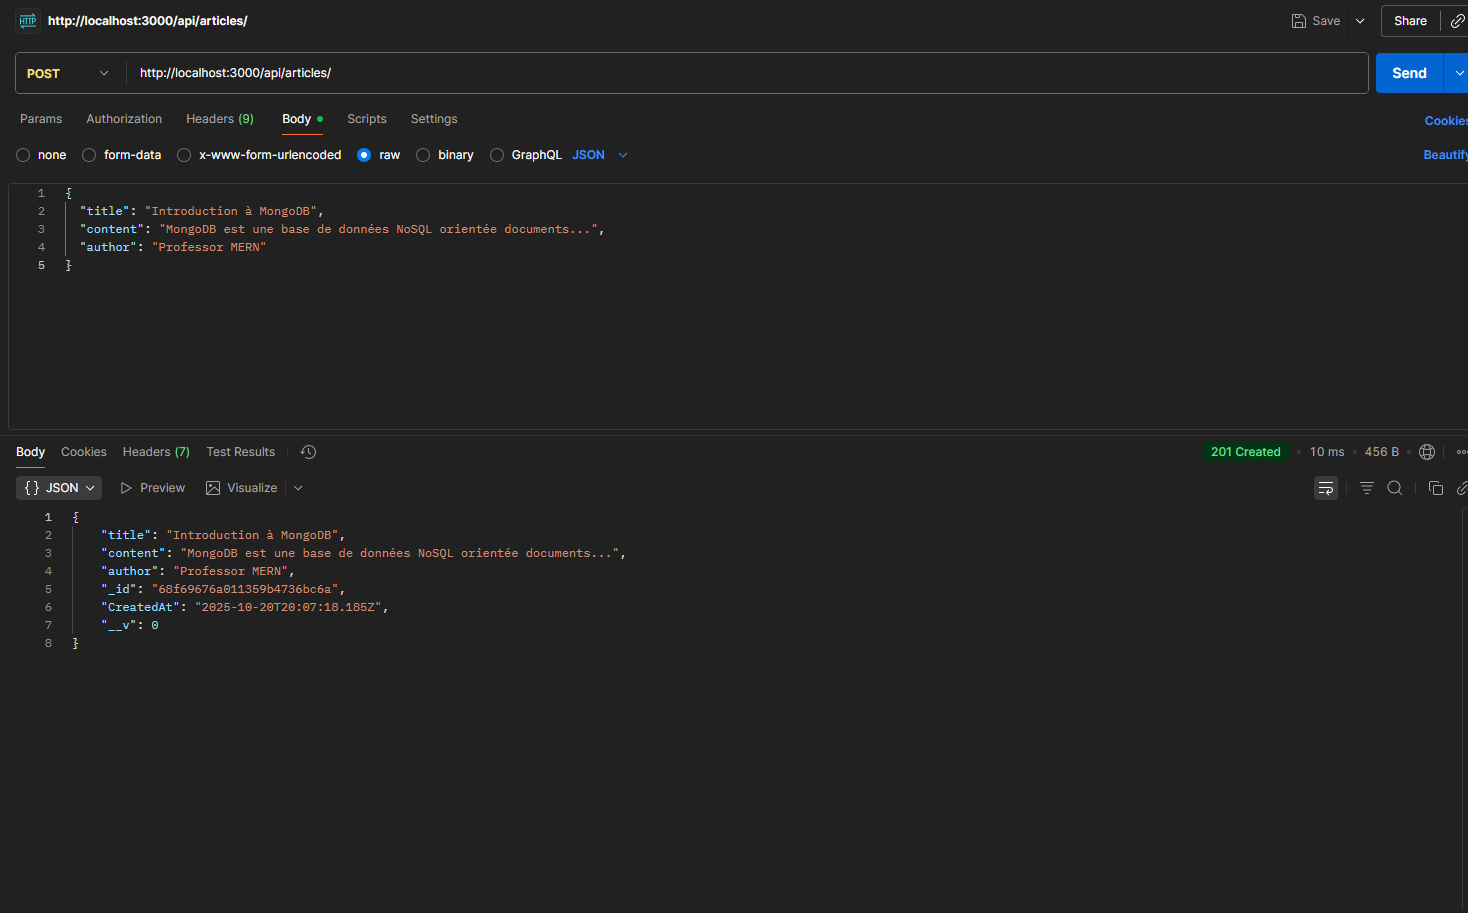 HTTP http://localhost:3000/api/articles/
Save Share
POST http://localhost:3000/api/articles/ Send
Params Authorization Headers (9) Body Scripts Settings Cookies
none form-data x-www-form-urlencoded raw binary GraphQL JSON Beautify
1 {
2 "title": "Introduction à MongoDB",
3 "content": "MongoDB est une base de données NoSQL orientée documents...",
4 "author": "Professor MERN"
5 }
Body Cookies Headers (7) Test Results 201 Created • 10 ms • 456 B •
{} JSON Preview Visualize
1 {
2 "title": "Introduction à MongoDB",
3 "content": "MongoDB est une base de données NoSQL orientée documents...",
4 "author": "Professor MERN",
5 "_id": "68f69676a011359b4736bc6a",
6 "CreatedAt": "2025-10-20T20:07:18.185Z",
7 "__v": 0
8 }